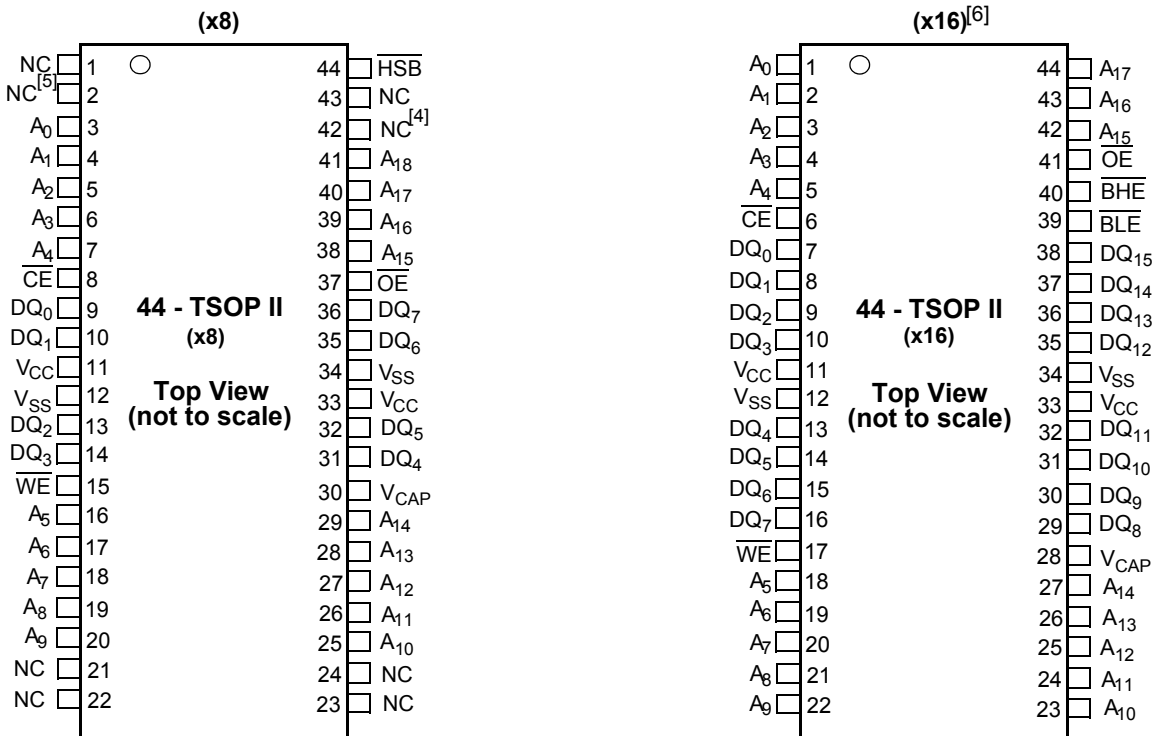 (x8)
NC 1 44 HSB
NC[5] 2 43 NC
A0 3 42 NC[4]
A1 4 41 A18
A2 5 40 A17
A3 6 39 A16
A4 7 38 A15
CE 8 37 OE
DQ0 9 44 - TSOP II 36 DQ7
DQ1 10 (x8) 35 DQ6
VCC 11 34 VSS
VSS 12 Top View 33 VCC
DQ2 13 (not to scale) 32 DQ5
DQ3 14 31 DQ4
WE 15 30 VCAP
A5 16 29 A14
A6 17 28 A13
A7 18 27 A12
A8 19 26 A11
A9 20 25 A10
NC 21 24 NC
NC 22 23 NC
(x16)[6]
A0 1 44 A17
A1 2 43 A16
A2 3 42 A15
A3 4 41 OE
A4 5 40 BHE
CE 6 39 BLE
DQ0 7 38 DQ15
DQ1 8 37 DQ14
DQ2 9 44 - TSOP II 36 DQ13
DQ3 10 (x16) 35 DQ12
VCC 11 34 VSS
VSS 12 Top View 33 VCC
DQ4 13 (not to scale) 32 DQ11
DQ5 14 31 DQ10
DQ6 15 30 DQ9
DQ7 16 29 DQ8
WE 17 28 VCAP
A5 18 27 A14
A6 19 26 A13
A7 20 25 A12
A8 21 24 A11
A9 22 23 A10